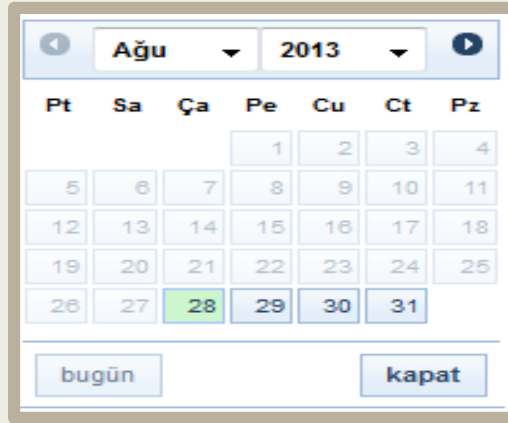 Ağu 2013
Pt Sa Ça Pe Cu Ct Pz
1 2 3 4
5 6 7 8 9 10 11
12 13 14 15 16 17 18
19 20 21 22 23 24 25
26 27 28 29 30 31
bugün kapat